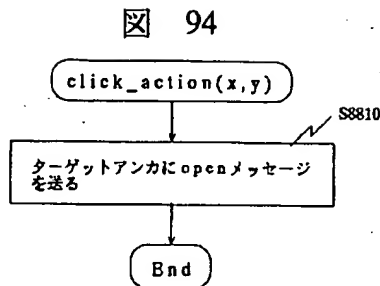 図 94
click_action(x,y)
S8810
ターゲットアンカにopenメッセージ
を送る
End